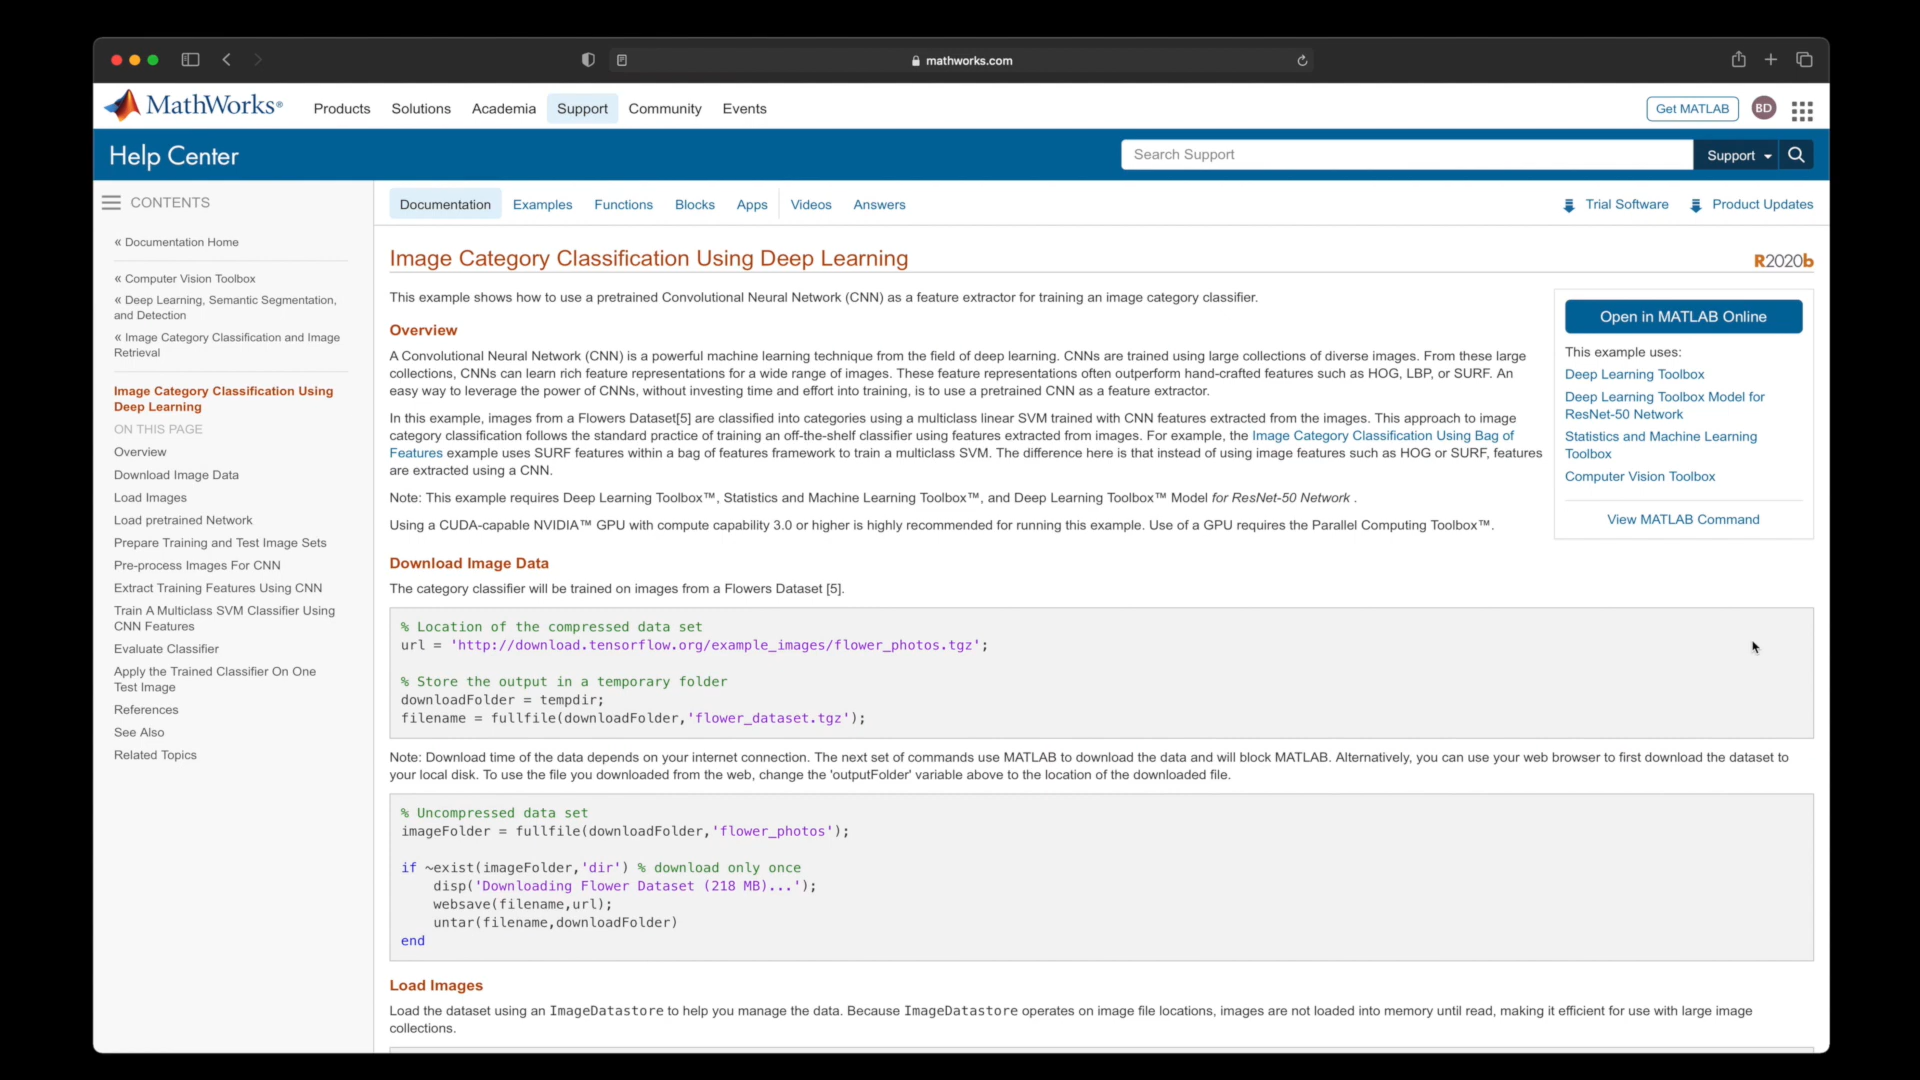 mathworks.com
MathWorks®
Products Solutions Academia Support Community Events
Get MATLAB BD
Help Center
Search Support
Support
CONTENTS
« Documentation Home
« Computer Vision Toolbox
« Deep Learning, Semantic Segmentation,
and Detection
« Image Category Classification and Image
Retrieval
Image Category Classification Using
Deep Learning
ON THIS PAGE
Overview
Download Image Data
Load Images
Load pretrained Network
Prepare Training and Test Image Sets
Pre-process Images For CNN
Extract Training Features Using CNN
Train A Multiclass SVM Classifier Using
CNN Features
Evaluate Classifier
Apply the Trained Classifier On One
Test Image
References
See Also
Related Topics
Documentation Examples Functions Blocks Apps Videos Answers
Trial Software Product Updates
Image Category Classification Using Deep Learning
R2020b
This example shows how to use a pretrained Convolutional Neural Network (CNN) as a feature extractor for training an image category classifier.
Overview
A Convolutional Neural Network (CNN) is a powerful machine learning technique from the field of deep learning. CNNs are trained using large collections of diverse images. From these large
collections, CNNs can learn rich feature representations for a wide range of images. These feature representations often outperform hand-crafted features such as HOG, LBP, or SURF. An
easy way to leverage the power of CNNs, without investing time and effort into training, is to use a pretrained CNN as a feature extractor.
In this example, images from a Flowers Dataset[5] are classified into categories using a multiclass linear SVM trained with CNN features extracted from the images. This approach to image
category classification follows the standard practice of training an off-the-shelf classifier using features extracted from images. For example, the Image Category Classification Using Bag of
Features example uses SURF features within a bag of features framework to train a multiclass SVM. The difference here is that instead of using image features such as HOG or SURF, features
are extracted using a CNN.
Note: This example requires Deep Learning Toolbox™, Statistics and Machine Learning Toolbox™, and Deep Learning Toolbox™ Model for ResNet-50 Network .
Using a CUDA-capable NVIDIA™ GPU with compute capability 3.0 or higher is highly recommended for running this example. Use of a GPU requires the Parallel Computing Toolbox™.
Open in MATLAB Online
This example uses:
Deep Learning Toolbox
Deep Learning Toolbox Model for
ResNet-50 Network
Statistics and Machine Learning
Toolbox
Computer Vision Toolbox
View MATLAB Command
Download Image Data
The category classifier will be trained on images from a Flowers Dataset [5].
% Location of the compressed data set
url = 'http://download.tensorflow.org/example_images/flower_photos.tgz';
% Store the output in a temporary folder
downloadFolder = tempdir;
filename = fullfile(downloadFolder,'flower_dataset.tgz');
Note: Download time of the data depends on your internet connection. The next set of commands use MATLAB to download the data and will block MATLAB. Alternatively, you can use your web browser to first download the dataset to
your local disk. To use the file you downloaded from the web, change the 'outputFolder' variable above to the location of the downloaded file.
% Uncompressed data set
imageFolder = fullfile(downloadFolder,'flower_photos');
if ~exist(imageFolder,'dir') % download only once
disp('Downloading Flower Dataset (218 MB)...');
websave(filename,url);
untar(filename,downloadFolder)
end
Load Images
Load the dataset using an ImageDatastore to help you manage the data. Because ImageDatastore operates on image file locations, images are not loaded into memory until read, making it efficient for use with large image
collections.